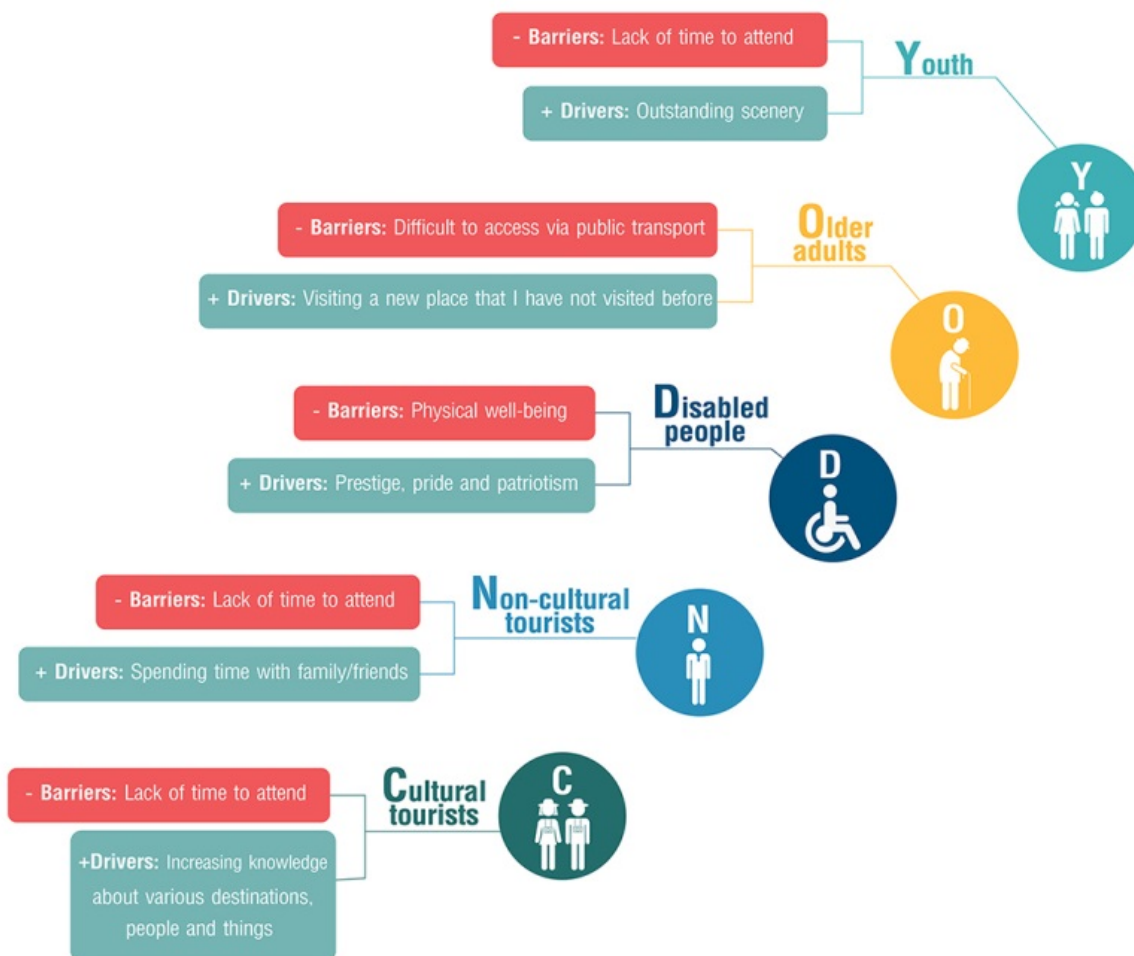 - Barriers: Lack of time to attend
Youth
+ Drivers: Outstanding scenery
Y
- Barriers: Difficult to access via public transport
Older
adults
+ Drivers: Visiting a new place that I have not visited before
O
- Barriers: Physical well-being
Disabled
people
+ Drivers: Prestige, pride and patriotism
D
- Barriers: Lack of time to attend
Non-cultural
tourists
+ Drivers: Spending time with family/friends
N
- Barriers: Lack of time to attend
Cultural
tourists
+Drivers: Increasing knowledge
about various destinations,
people and things
C